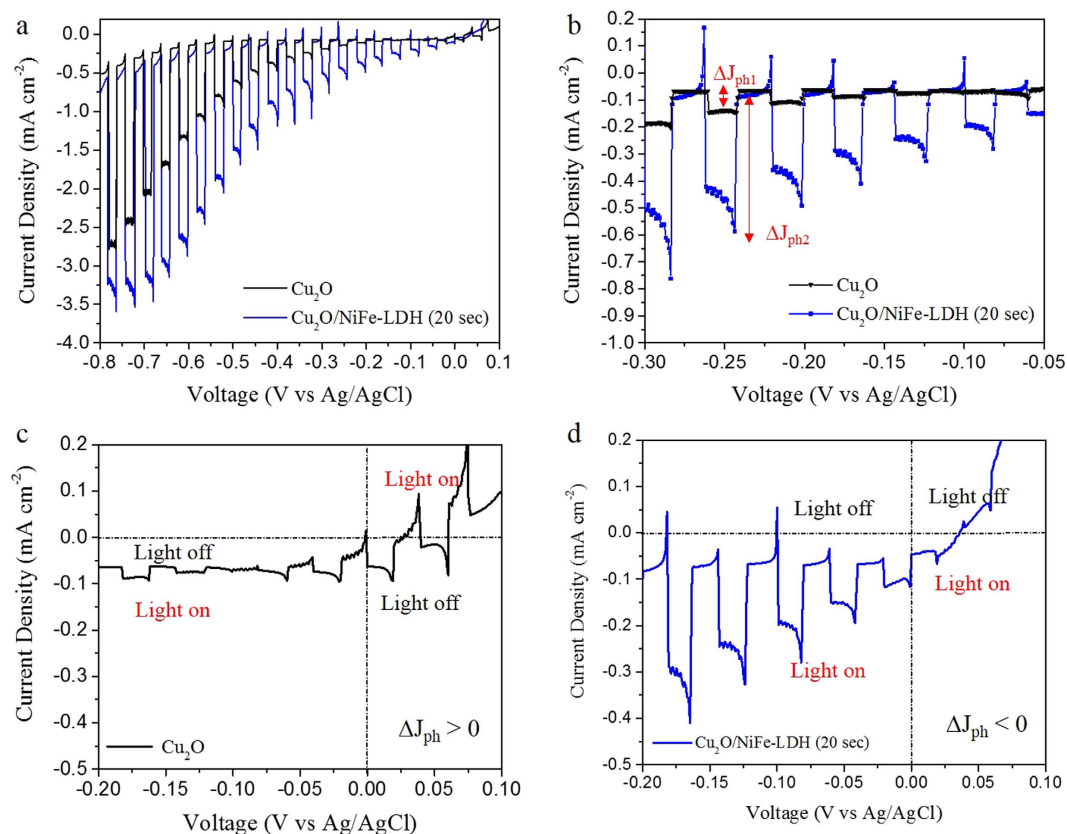 a
0.0
-0.5
-1.0
-1.5
-2.0
-2.5
-3.0
-3.5
-4.0
Current Density (mA cm⁻²)
Cu₂O
Cu₂O/NiFe-LDH (20 sec)
-0.8 -0.7 -0.6 -0.5 -0.4 -0.3 -0.2 -0.1 0.0 0.1
Voltage (V vs Ag/AgCl)
b
0.2
0.1
0.0
-0.1
-0.2
-0.3
-0.4
-0.5
-0.6
-0.7
-0.8
-0.9
-1.0
Current Density (mA cm⁻²)
ΔJph1
ΔJph2
Cu₂O
Cu₂O/NiFe-LDH (20 sec)
-0.30 -0.25 -0.20 -0.15 -0.10 -0.05
Voltage (V vs Ag/AgCl)
c
0.2
0.1
0.0
-0.1
-0.2
-0.3
-0.4
-0.5
Current Density (mA cm⁻²)
Light on
Light off
Light on
Light off
Cu₂O
ΔJph > 0
-0.20 -0.15 -0.10 -0.05 0.00 0.05 0.10
Voltage (V vs Ag/AgCl)
d
0.2
0.1
0.0
-0.1
-0.2
-0.3
-0.4
-0.5
Current Density (mA cm⁻²)
Light off
Light off
Light on
Light on
Cu₂O/NiFe-LDH (20 sec)
ΔJph < 0
-0.20 -0.15 -0.10 -0.05 0.00 0.05 0.10
Voltage (V vs Ag/AgCl)